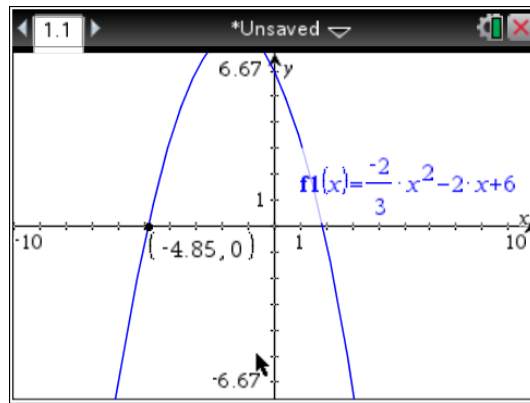 1.1 *Unsaved
6.67 y
f1(x)=-2/3·x²-2·x+6
1
-10 (-4.85,0) 1 10 x
-6.67